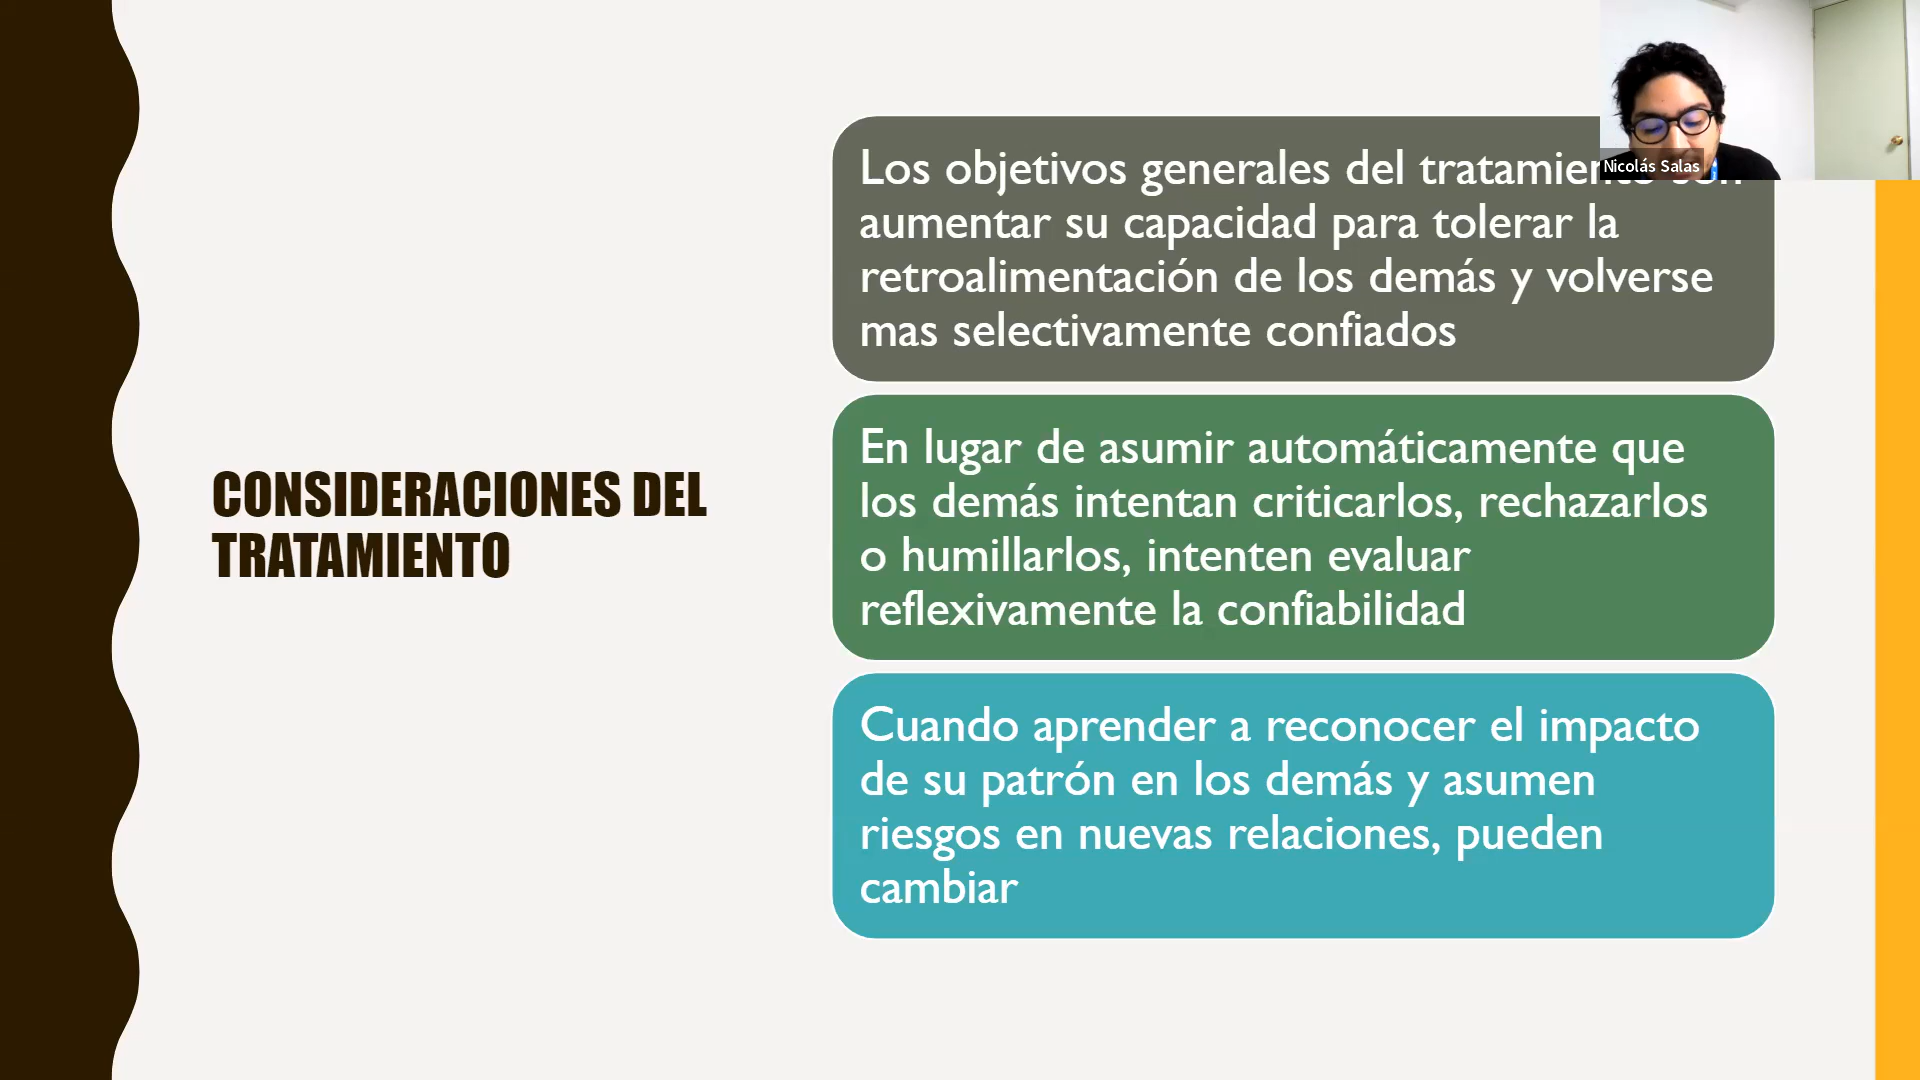 Nicolás Salas
CONSIDERACIONES DEL
TRATAMIENTO
Los objetivos generales del tratamiento son
aumentar su capacidad para tolerar la
retroalimentación de los demás y volverse
mas selectivamente confiados
En lugar de asumir automáticamente que
los demás intentan criticarlos, rechazarlos
o humillarlos, intenten evaluar
reflexivamente la confiabilidad
Cuando aprender a reconocer el impacto
de su patrón en los demás y asumen
riesgos en nuevas relaciones, pueden
cambiar